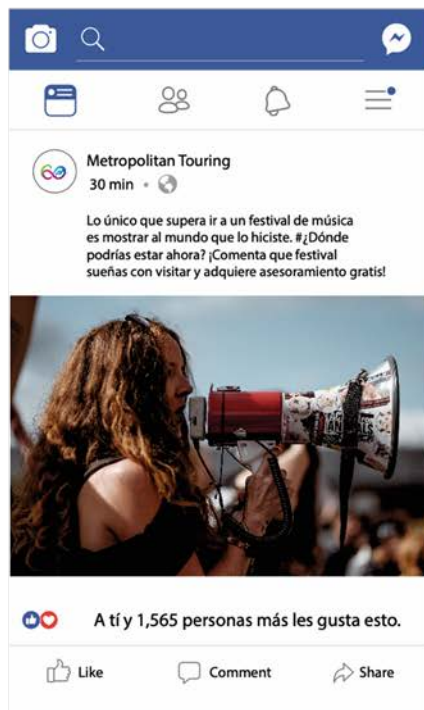 Metropolitan Touring
30 min
Lo único que supera ir a un festival de música
es mostrar al mundo que lo hiciste. #¿Dónde
podrías estar ahora? ¡Comenta que festival
sueñas con visitar y adquiere asesoramiento gratis!
A tí y 1,565 personas más les gusta esto.
Like Comment Share